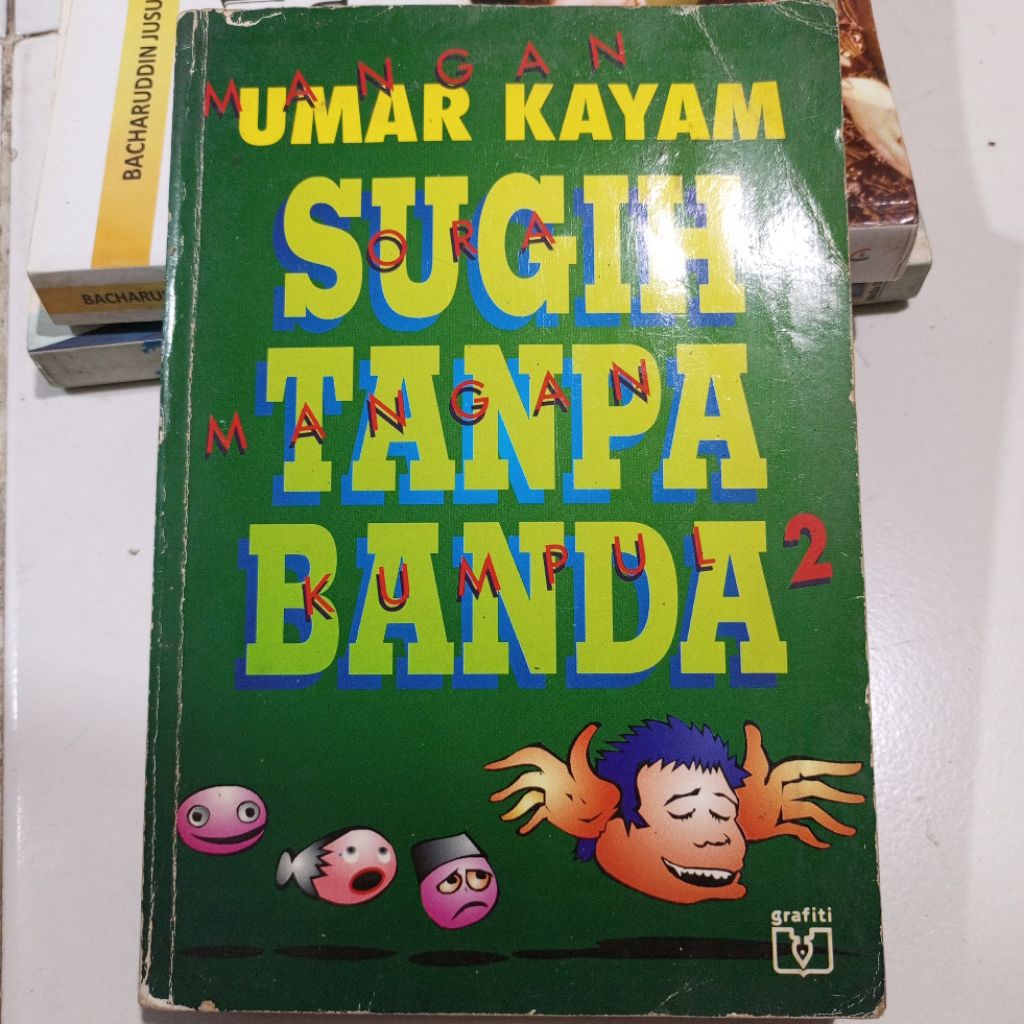 MANGAN
UMAR KAYAM
SUGIH
ORA
TANPA
MANGAN
BANDA
KUMPUL 2
grafiti
BACHARUDDIN JUSU
BACHARU